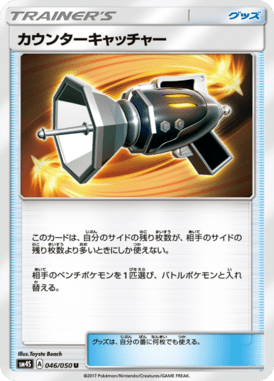 TRAINER'S
グッズ
カウンターキャッチャー
このカードは、自分のサイドの残り枚数が、相手のサイドの残り枚数より多いときにしか使えない。
相手のベンチポケモンを1匹選び、バトルポケモンと入れ替える。
グッズは、自分の番に何枚でも使える。
Illus.Toyste Beach
SM4S A 046/050 U
©2017 Pokémon/Nintendo/Creatures/GAME FREAK.